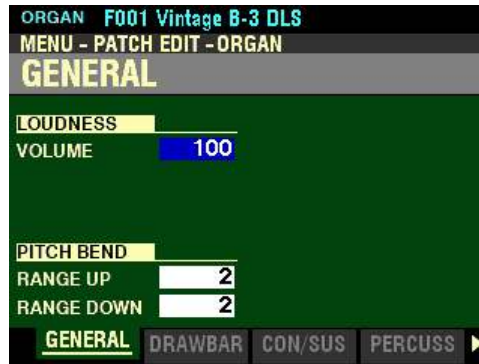 ORGAN F001 Vintage B-3 DLS
MENU - PATCH EDIT - ORGAN
GENERAL
LOUDNESS
VOLUME 100
PITCH BEND
RANGE UP 2
RANGE DOWN 2
GENERAL DRAWBAR CON/SUS PERCUSS